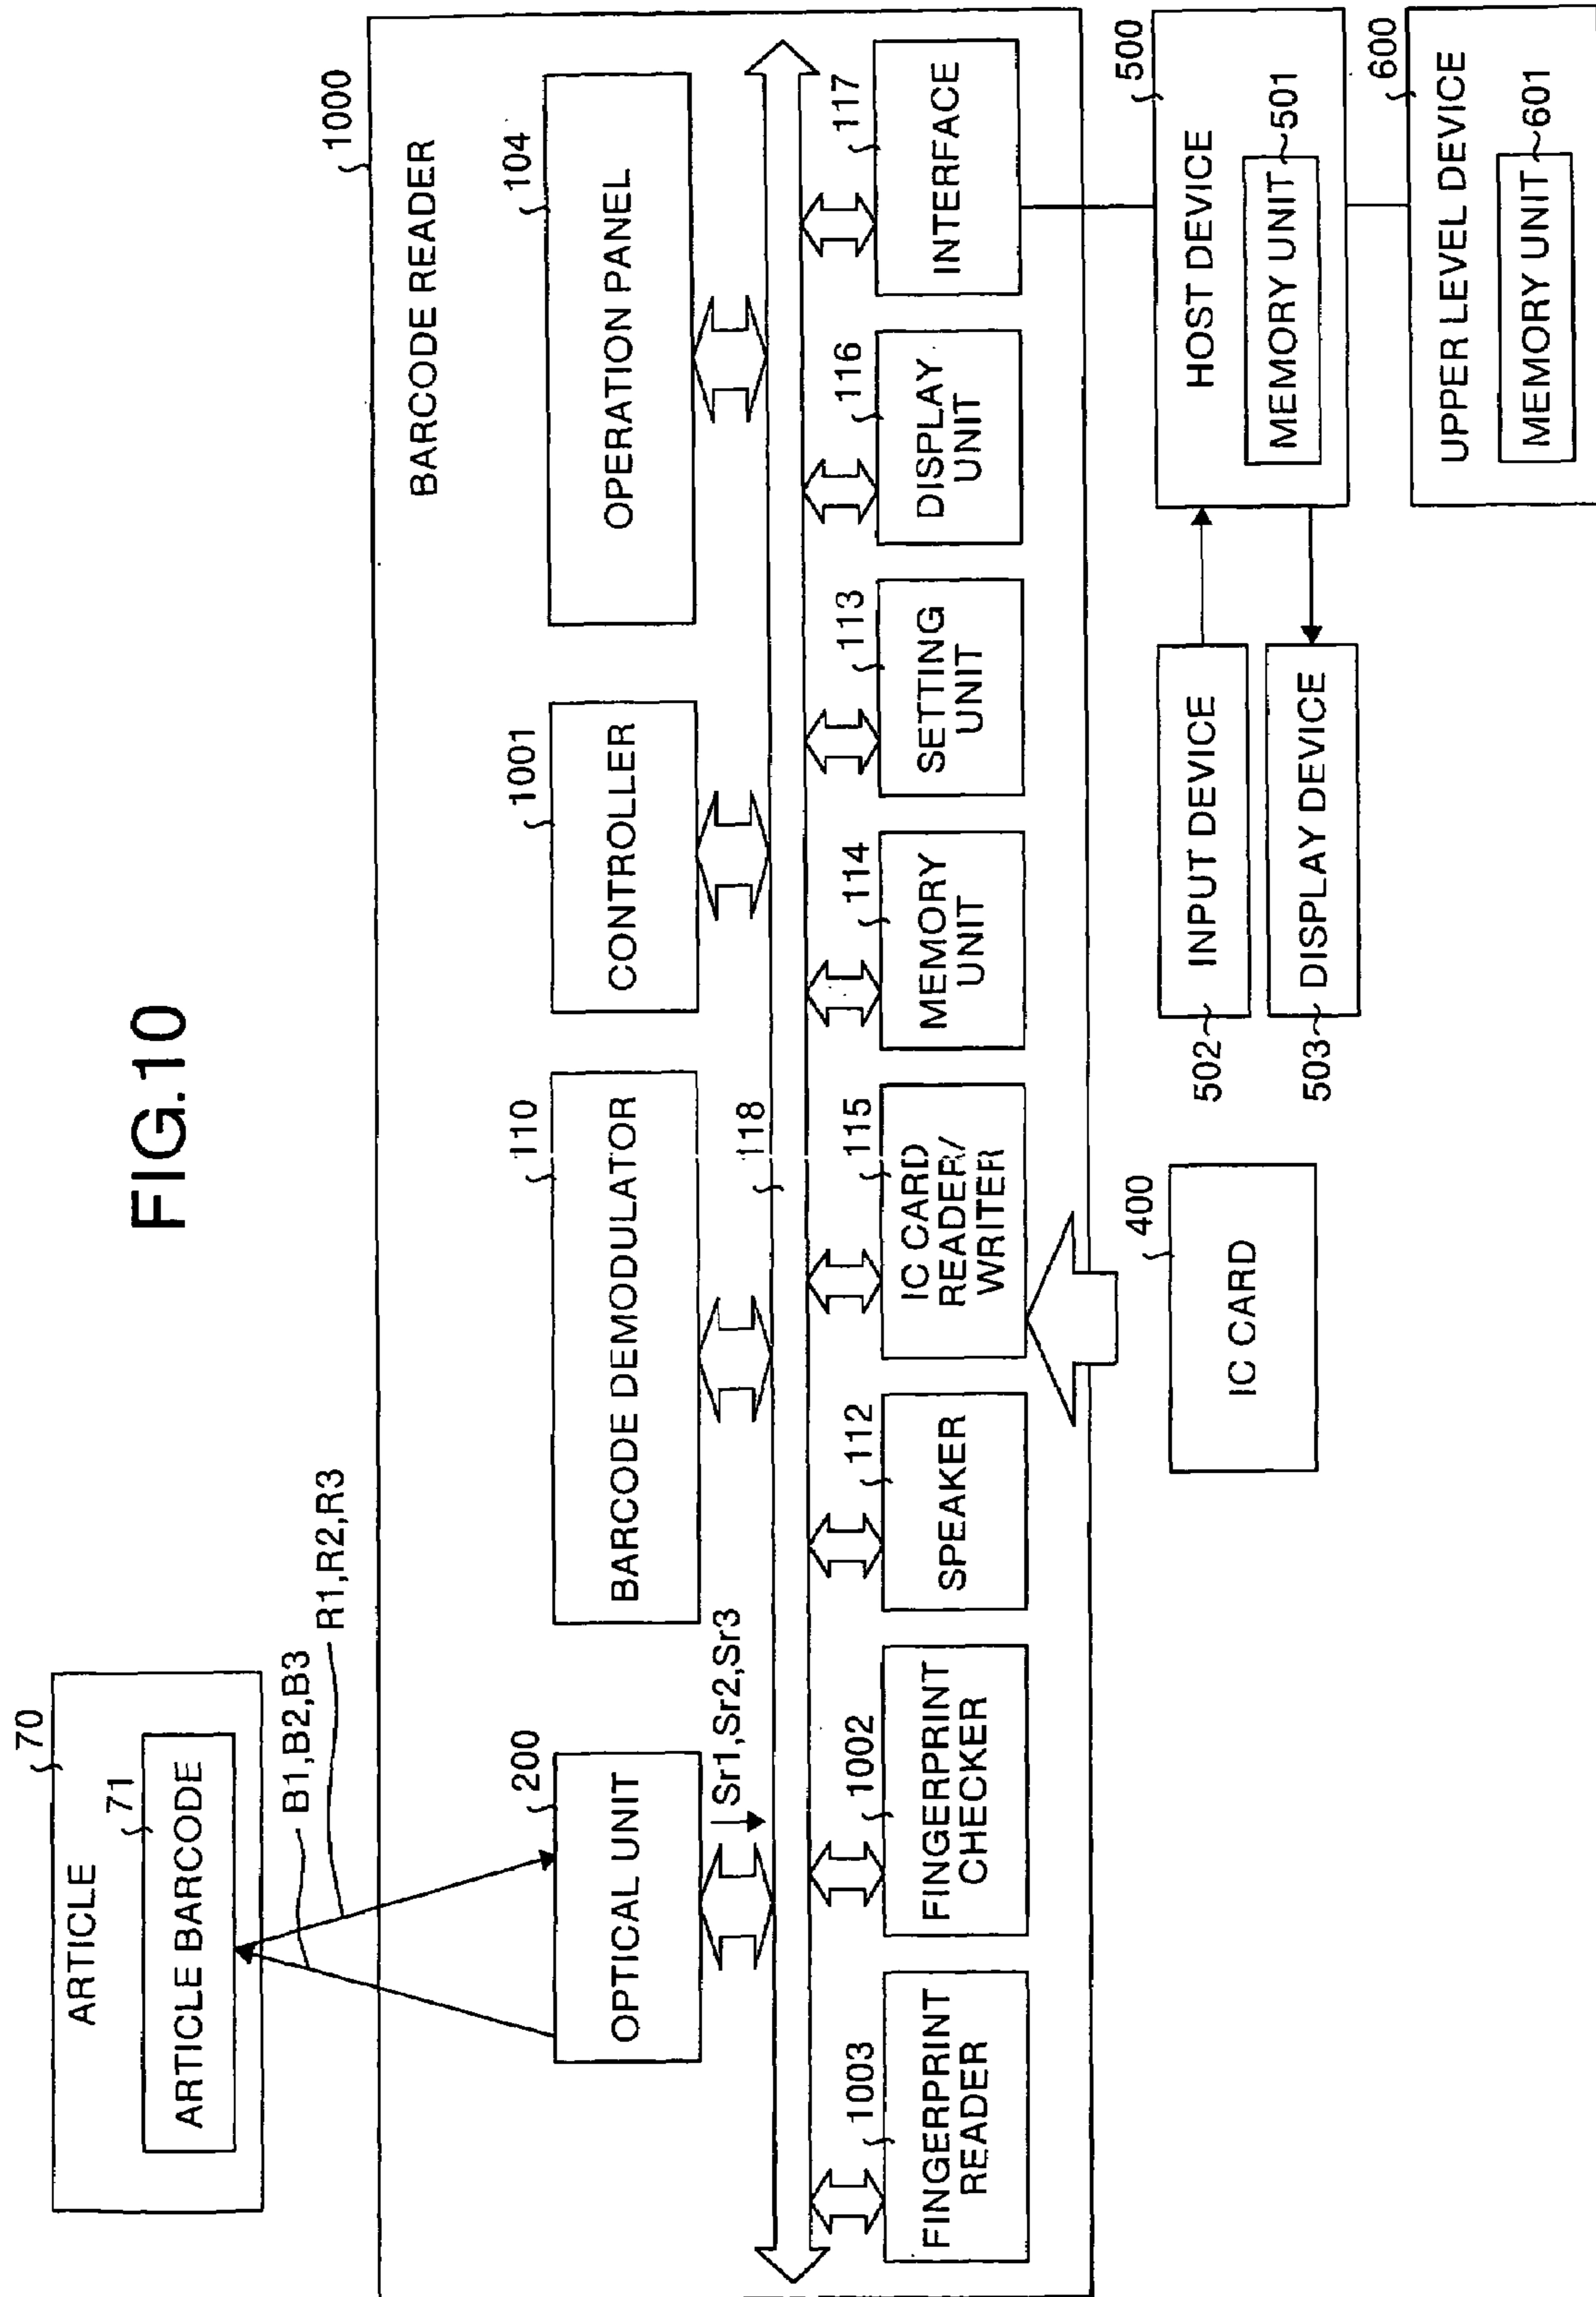 FIG.10
70
ARTICLE
71
ARTICLE BARCODE
B1,B2,B3
R1,R2,R3
1000
BARCODE READER
200
OPTICAL UNIT
110
BARCODE DEMODULATOR
1001
CONTROLLER
104
OPERATION PANEL
Sr1,Sr2,Sr3
118
1003
FINGERPRINT
READER
1002
FINGERPRINT
CHECKER
112
SPEAKER
115
IC CARD
READER/
WRITER
114
MEMORY
UNIT
113
SETTING
UNIT
116
DISPLAY
UNIT
117
INTERFACE
400
IC CARD
502
INPUT DEVICE
503
DISPLAY DEVICE
500
HOST DEVICE
MEMORY UNIT
501
600
UPPER LEVEL DEVICE
MEMORY UNIT
601